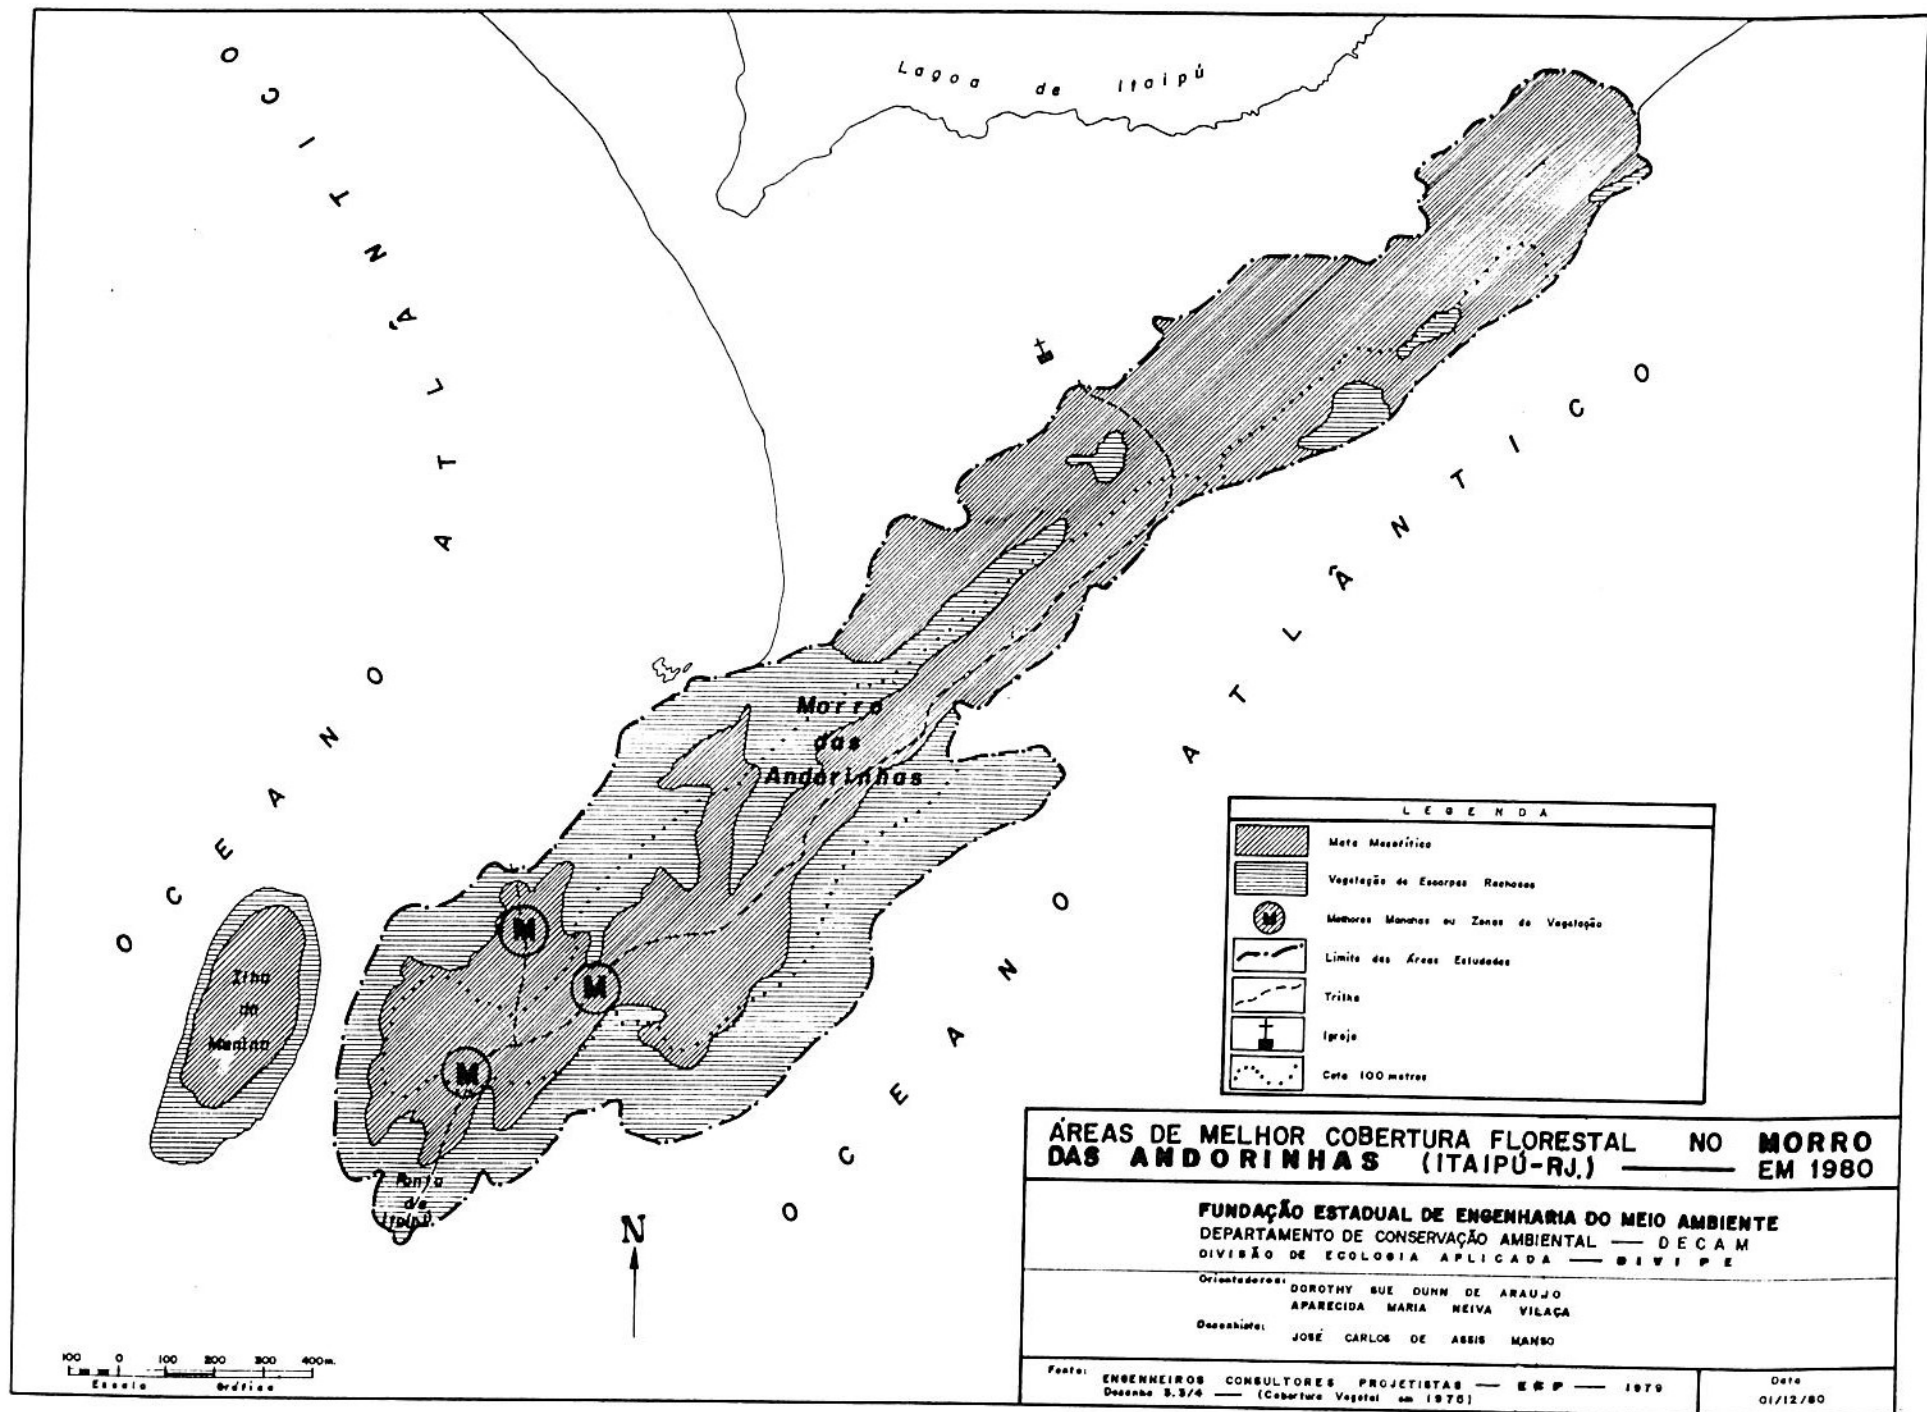 Lagoa de Itaipú
OCEANO ATLÂNTICO
OCEANO ATLÂNTICO
Morro
das
Andorinhas
M
M
M
Ilha
da
Menina
Ponta
de
Itaipú.
N
LEGENDA
Mata Mesofítica
Vegetação de Escarpas Rochosas
M
Melhores Manchas ou Zonas de Vegetação
Limite das Áreas Estudadas
Trilha
Igreja
Cota 100 metros
ÁREAS DE MELHOR COBERTURA FLORESTAL NO MORRO
DAS ANDORINHAS (ITAIPÚ-RJ.) — EM 1980
FUNDAÇÃO ESTADUAL DE ENGENHARIA DO MEIO AMBIENTE
DEPARTAMENTO DE CONSERVAÇÃO AMBIENTAL — DECAM
DIVISÃO DE ECOLOGIA APLICADA — DIVIPE
Orientadores:
DOROTHY SUE DUNN DE ARAUJO
APARECIDA MARIA NEIVA VILAÇA
Desenhista:
JOSÉ CARLOS DE ASSIS MANSO
100 0 100 200 300 400m.
Escala Gráfica
Fonte: ENGENHEIROS CONSULTORES PROJETISTAS — ECP — 1979
Desenho 5.3/4 — (Cobertura Vegetal em 1976)
Data
01/12/80